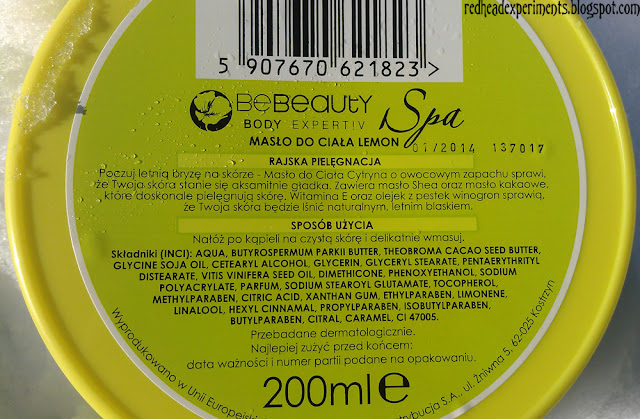 redheadexperiments.blogspot.com
5 907670 621823 >
BeBeauty Spa
BODY EXPERTIV
MASŁO DO CIAŁA LEMON 01/2014 137017
RAJSKA PIELĘGNACJA
Poczuj letnią bryzę na skórze - Masło do Ciała Cytryna o owocowym zapachu sprawi,
że Twoja skóra stanie się aksamitnie gładka. Zawiera masło Shea oraz masło kakaowe,
które doskonale pielęgnują skórę. Witamina E oraz olejek z pestek winogron sprawią,
że Twoja skóra będzie lśnić naturalnym, letnim blaskiem.
SPOSÓB UŻYCIA
Nałóż po kąpieli na czystą skórę i delikatnie wmasuj.
Składniki (INCI): AQUA, BUTYROSPERMUM PARKII BUTTER, THEOBROMA CACAO SEED BUTTER,
GLYCINE SOJA OIL, CETEARYL ALCOHOL, GLYCERIN, GLYCERYL STEARATE, PENTAERYTHRITYL
DISTEARATE, VITIS VINIFERA SEED OIL, DIMETHICONE, PHENOXYETHANOL, SODIUM
POLYACRYLATE, PARFUM, SODIUM STEAROYL GLUTAMATE, TOCOPHEROL,
METHYLPARABEN, CITRIC ACID, XANTHAN GUM, ETHYLPARABEN, LIMONENE,
LINALOOL, HEXYL CINNAMAL, PROPYLPARABEN, ISOBUTYLPARABEN,
BUTYLPARABEN, CITRAL, CARAMEL, CI 47005.
Przebadane dermatologicznie.
Najlepiej zużyć przed końcem:
data ważności i numer partii podane na opakowaniu.
200ml e
Wyprodukowano w Unii Europejskiej
S.A., ul. Żniwna 5, 62-025 Kostrzyn